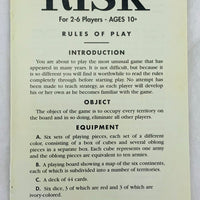 RISK
For 2-6 Players - AGES 10+
RULES OF PLAY
INTRODUCTION
You are about to play the most unusual game that has
appeared in many years. It is not difficult, but because it
is so different you will find it worthwhile to read the rules
completely through before starting to play. No attempt has
been made to teach strategy, as each player will develop
his or her own as he becomes familiar with the game.
OBJECT
The object of the game is to occupy every territory on
the board and in so doing, eliminate all other players.
EQUIPMENT
A. Six sets of playing pieces, each set of a different
color, consisting of a box of cubes and several oblong
pieces in a separate box. Each cube represents one army
and the oblong pieces are equivalent to ten armies.
B. A playing board showing a map of the six continents,
each of which is subdivided into a number of territories.
C. A deck of 44 cards.
D. Six dice, 3 of which are red and 3 of which are
ivory-colored.